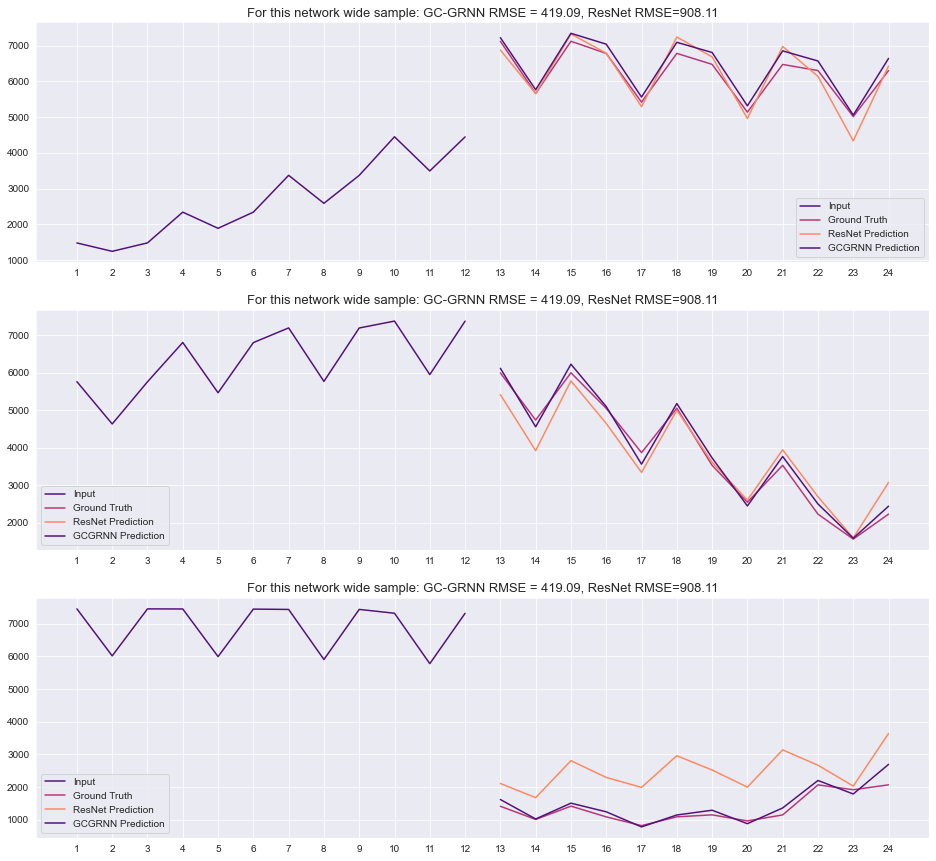 For this network wide sample: GC-GRNN RMSE = 419.09, ResNet RMSE=908.11
7000
6000
5000
4000
3000
2000
1000
Input
Ground Truth
ResNet Prediction
GCGRNN Prediction
1 2 3 4 5 6 7 8 9 10 11 12 13 14 15 16 17 18 19 20 21 22 23 24
For this network wide sample: GC-GRNN RMSE = 419.09, ResNet RMSE=908.11
7000
6000
5000
4000
3000
2000
Input
Ground Truth
ResNet Prediction
GCGRNN Prediction
1 2 3 4 5 6 7 8 9 10 11 12 13 14 15 16 17 18 19 20 21 22 23 24
For this network wide sample: GC-GRNN RMSE = 419.09, ResNet RMSE=908.11
7000
6000
5000
4000
3000
2000
1000
Input
Ground Truth
ResNet Prediction
GCGRNN Prediction
1 2 3 4 5 6 7 8 9 10 11 12 13 14 15 16 17 18 19 20 21 22 23 24